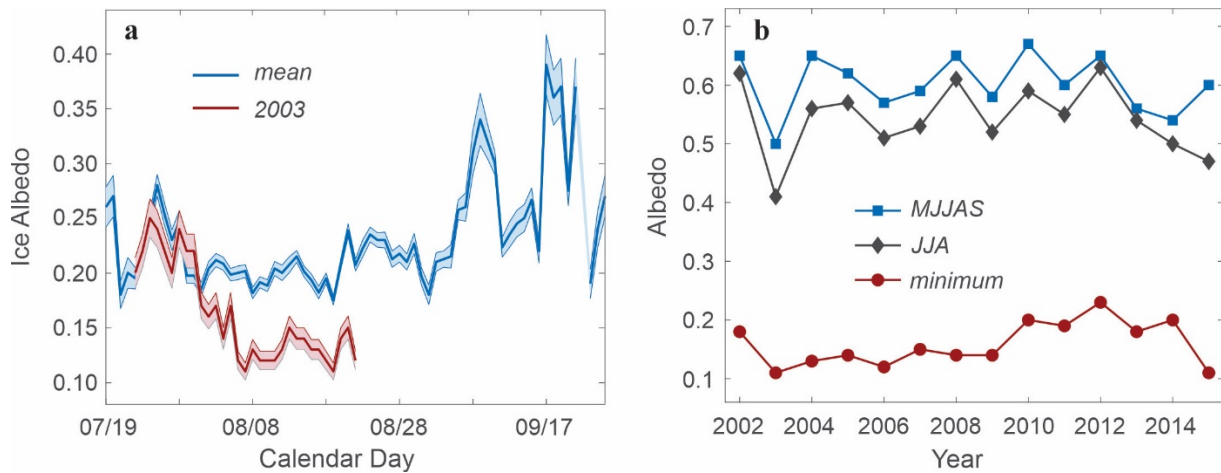 a
mean
2003
0.40
0.35
0.30
0.25
0.20
0.15
0.10
Ice Albedo
07/19
08/08
08/28
09/17
Calendar Day
b
0.7
0.6
0.5
0.4
0.3
0.2
0.1
Albedo
MJJAS
JJA
minimum
2002
2004
2006
2008
2010
2012
2014
Year